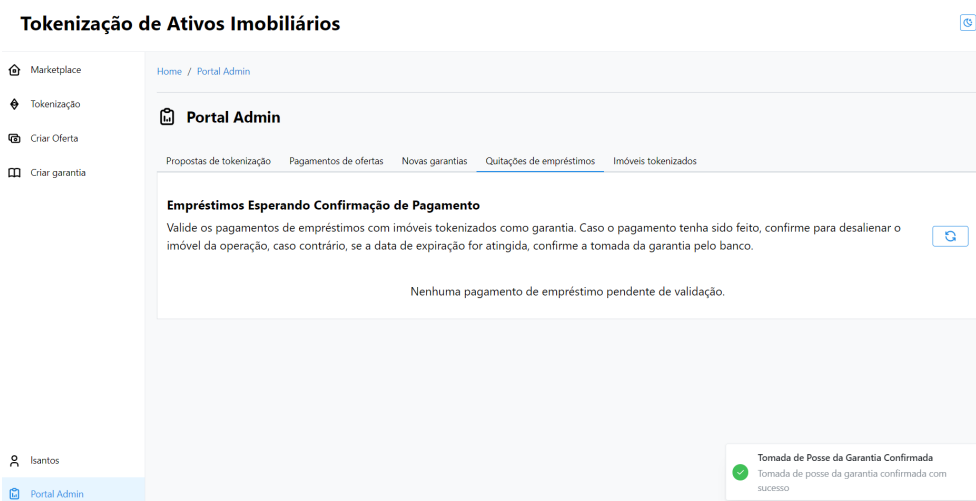 Tokenização de Ativos Imobiliários
Marketplace
Tokenização
Criar Oferta
Criar garantia
Home / Portal Admin
Portal Admin
Propostas de tokenização Pagamentos de ofertas Novas garantias Quitações de empréstimos Imóveis tokenizados
Empréstimos Esperando Confirmação de Pagamento
Valide os pagamentos de empréstimos com imóveis tokenizados como garantia. Caso o pagamento tenha sido feito, confirme para desalienar o
imóvel da operação, caso contrário, se a data de expiração for atingida, confirme a tomada da garantia pelo banco.
Nenhuma pagamento de empréstimo pendente de validação.
lsantos
Portal Admin
Tomada de Posse da Garantia Confirmada
Tomada de posse da garantia confirmada com
sucesso